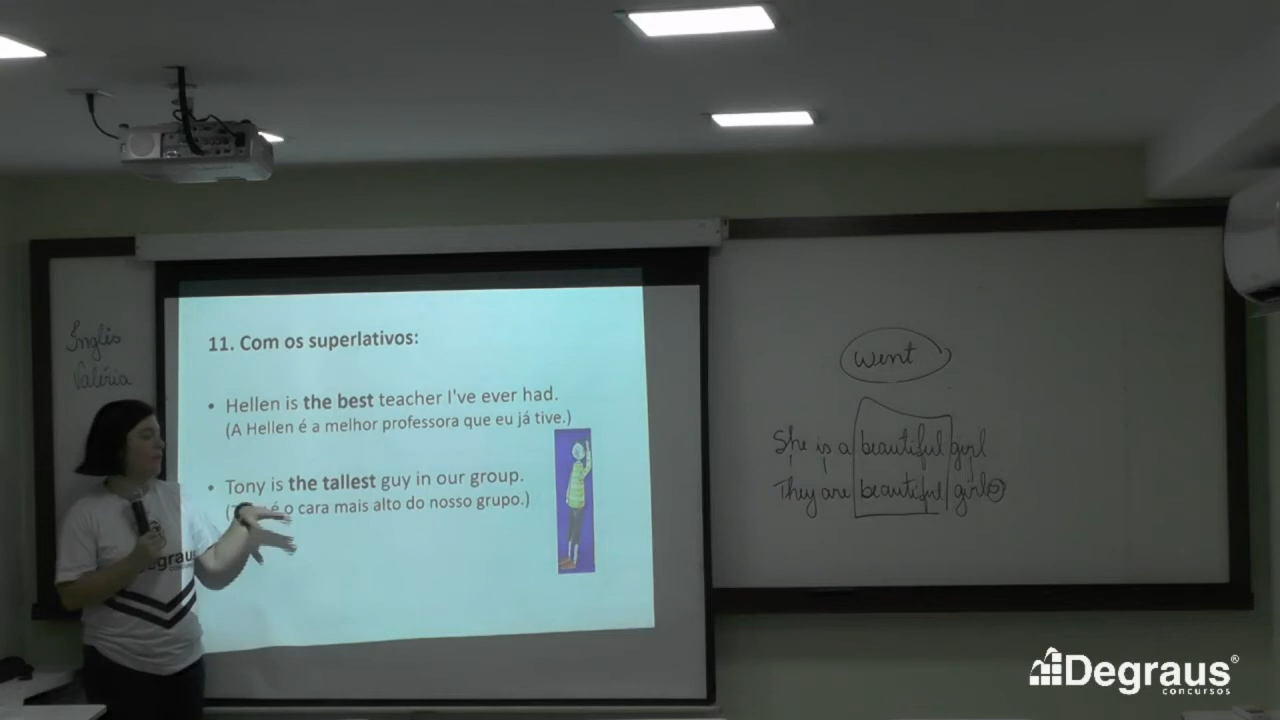 Inglês
Valéria
11. Com os superlativos:
• Hellen is the best teacher I've ever had.
(A Hellen é a melhor professora que eu já tive.)
• Tony is the tallest guy in our group.
é o cara mais alto do nosso grupo.)
went
She is a beautiful girl
They are beautiful girls
Degraus
concursos
Degraus®
concursos